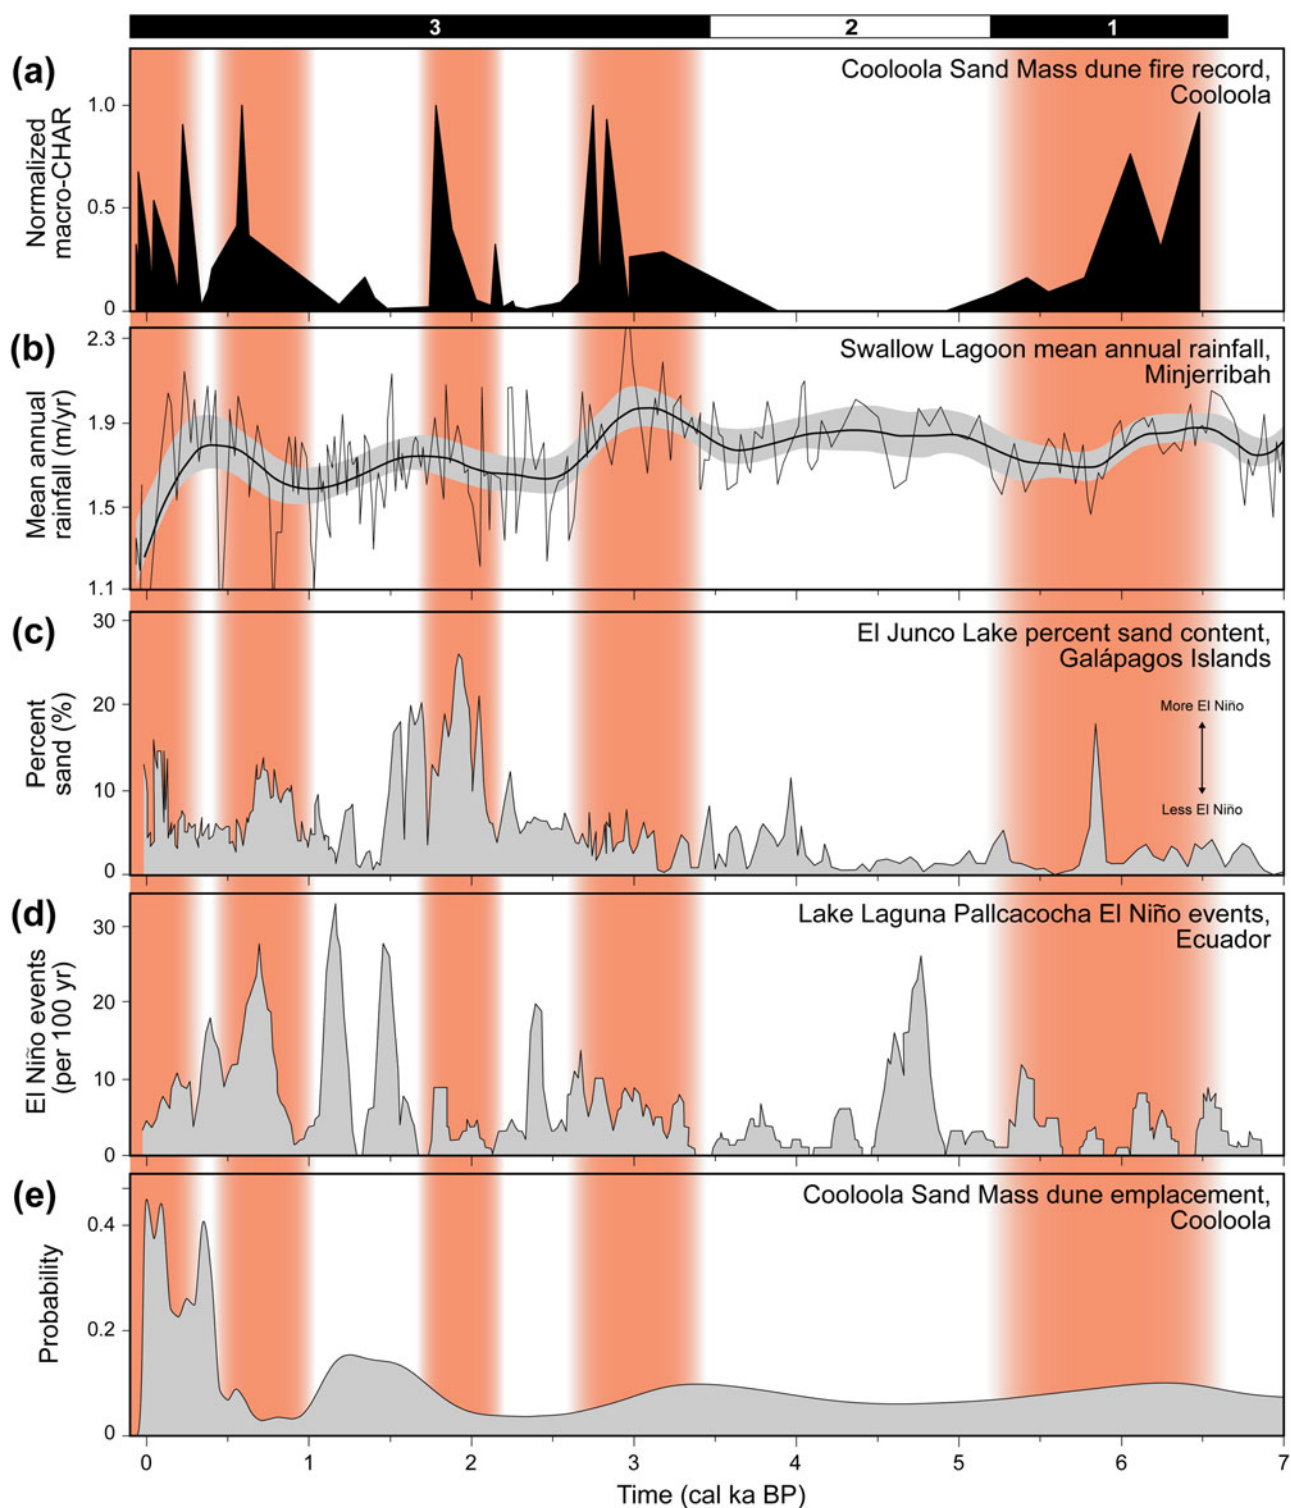 3 2 1
(a)
Cooloola Sand Mass dune fire record,
Cooloola
Normalized
macro-CHAR
1.0
0.5
0
(b)
Swallow Lagoon mean annual rainfall,
Minjerribah
Mean annual
rainfall (m/yr)
2.3
1.9
1.5
1.1
(c)
El Junco Lake percent sand content,
Galápagos Islands
Percent
sand (%)
30
20
10
0
More El Niño
Less El Niño
(d)
Lake Laguna Pallcacocha El Niño events,
Ecuador
El Niño events
(per 100 yr)
30
20
10
0
(e)
Cooloola Sand Mass dune emplacement,
Cooloola
Probability
0.4
0.2
0
0 1 2 3 4 5 6 7
Time (cal ka BP)